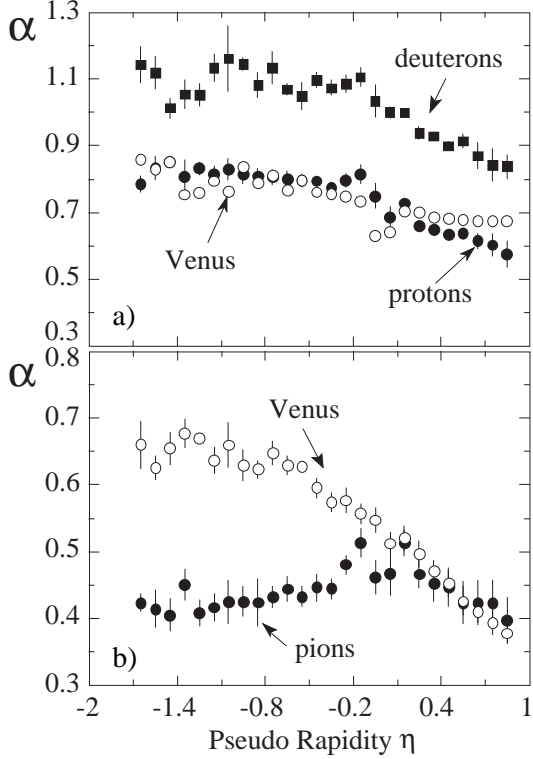 α
1.3
1.1
0.9
0.7
0.5
0.3
deuterons
Venus
protons
a)
α
0.8
0.7
0.6
0.5
0.4
0.3
Venus
pions
b)
-2 -1.4 -0.8 -0.2 0.4 1
Pseudo Rapidity η